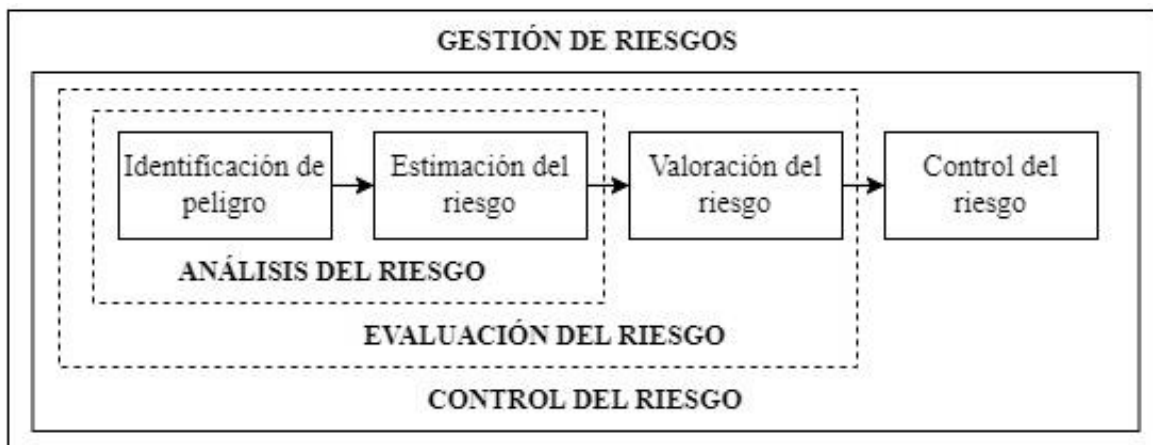 GESTIÓN DE RIESGOS
Identificación de
peligro
Estimación del
riesgo
Valoración del
riesgo
Control del
riesgo
ANÁLISIS DEL RIESGO
EVALUACIÓN DEL RIESGO
CONTROL DEL RIESGO